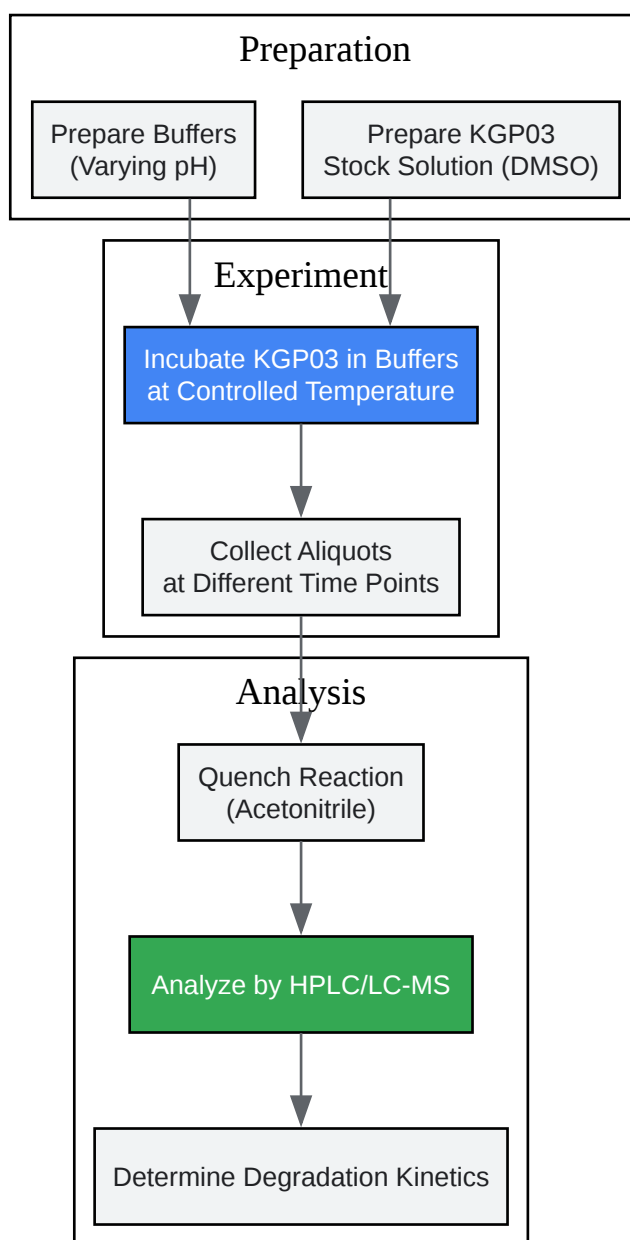 Preparation
Prepare Buffers
(Varying pH)
Prepare KGP03
Stock Solution (DMSO)
Experiment
Incubate KGP03 in Buffers
at Controlled Temperature
Collect Aliquots
at Different Time Points
Analysis
Quench Reaction
(Acetonitrile)
Analyze by HPLC/LC-MS
Determine Degradation Kinetics